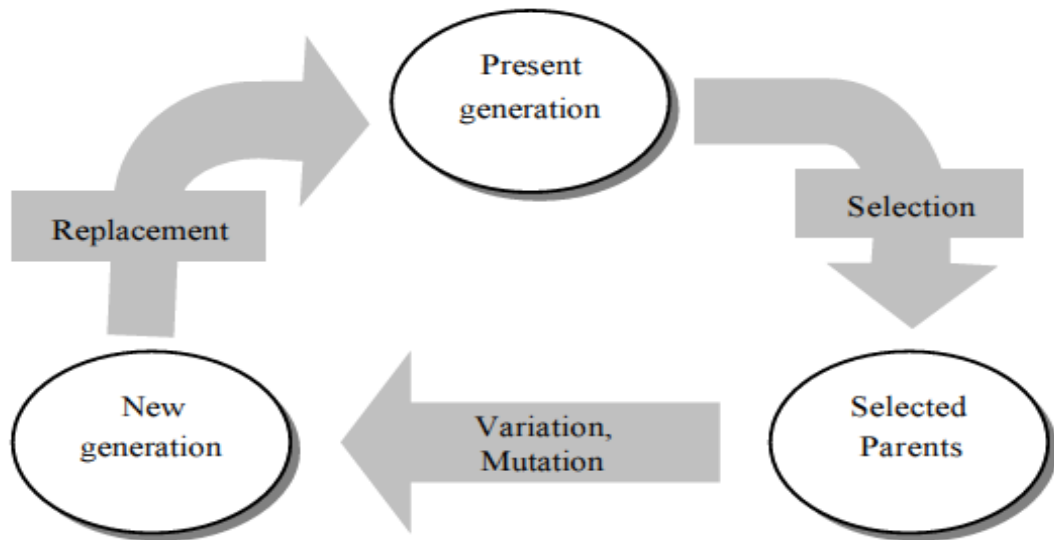 Present
generation
Selection
Replacement
Selected
Parents
Variation,
Mutation
New
generation